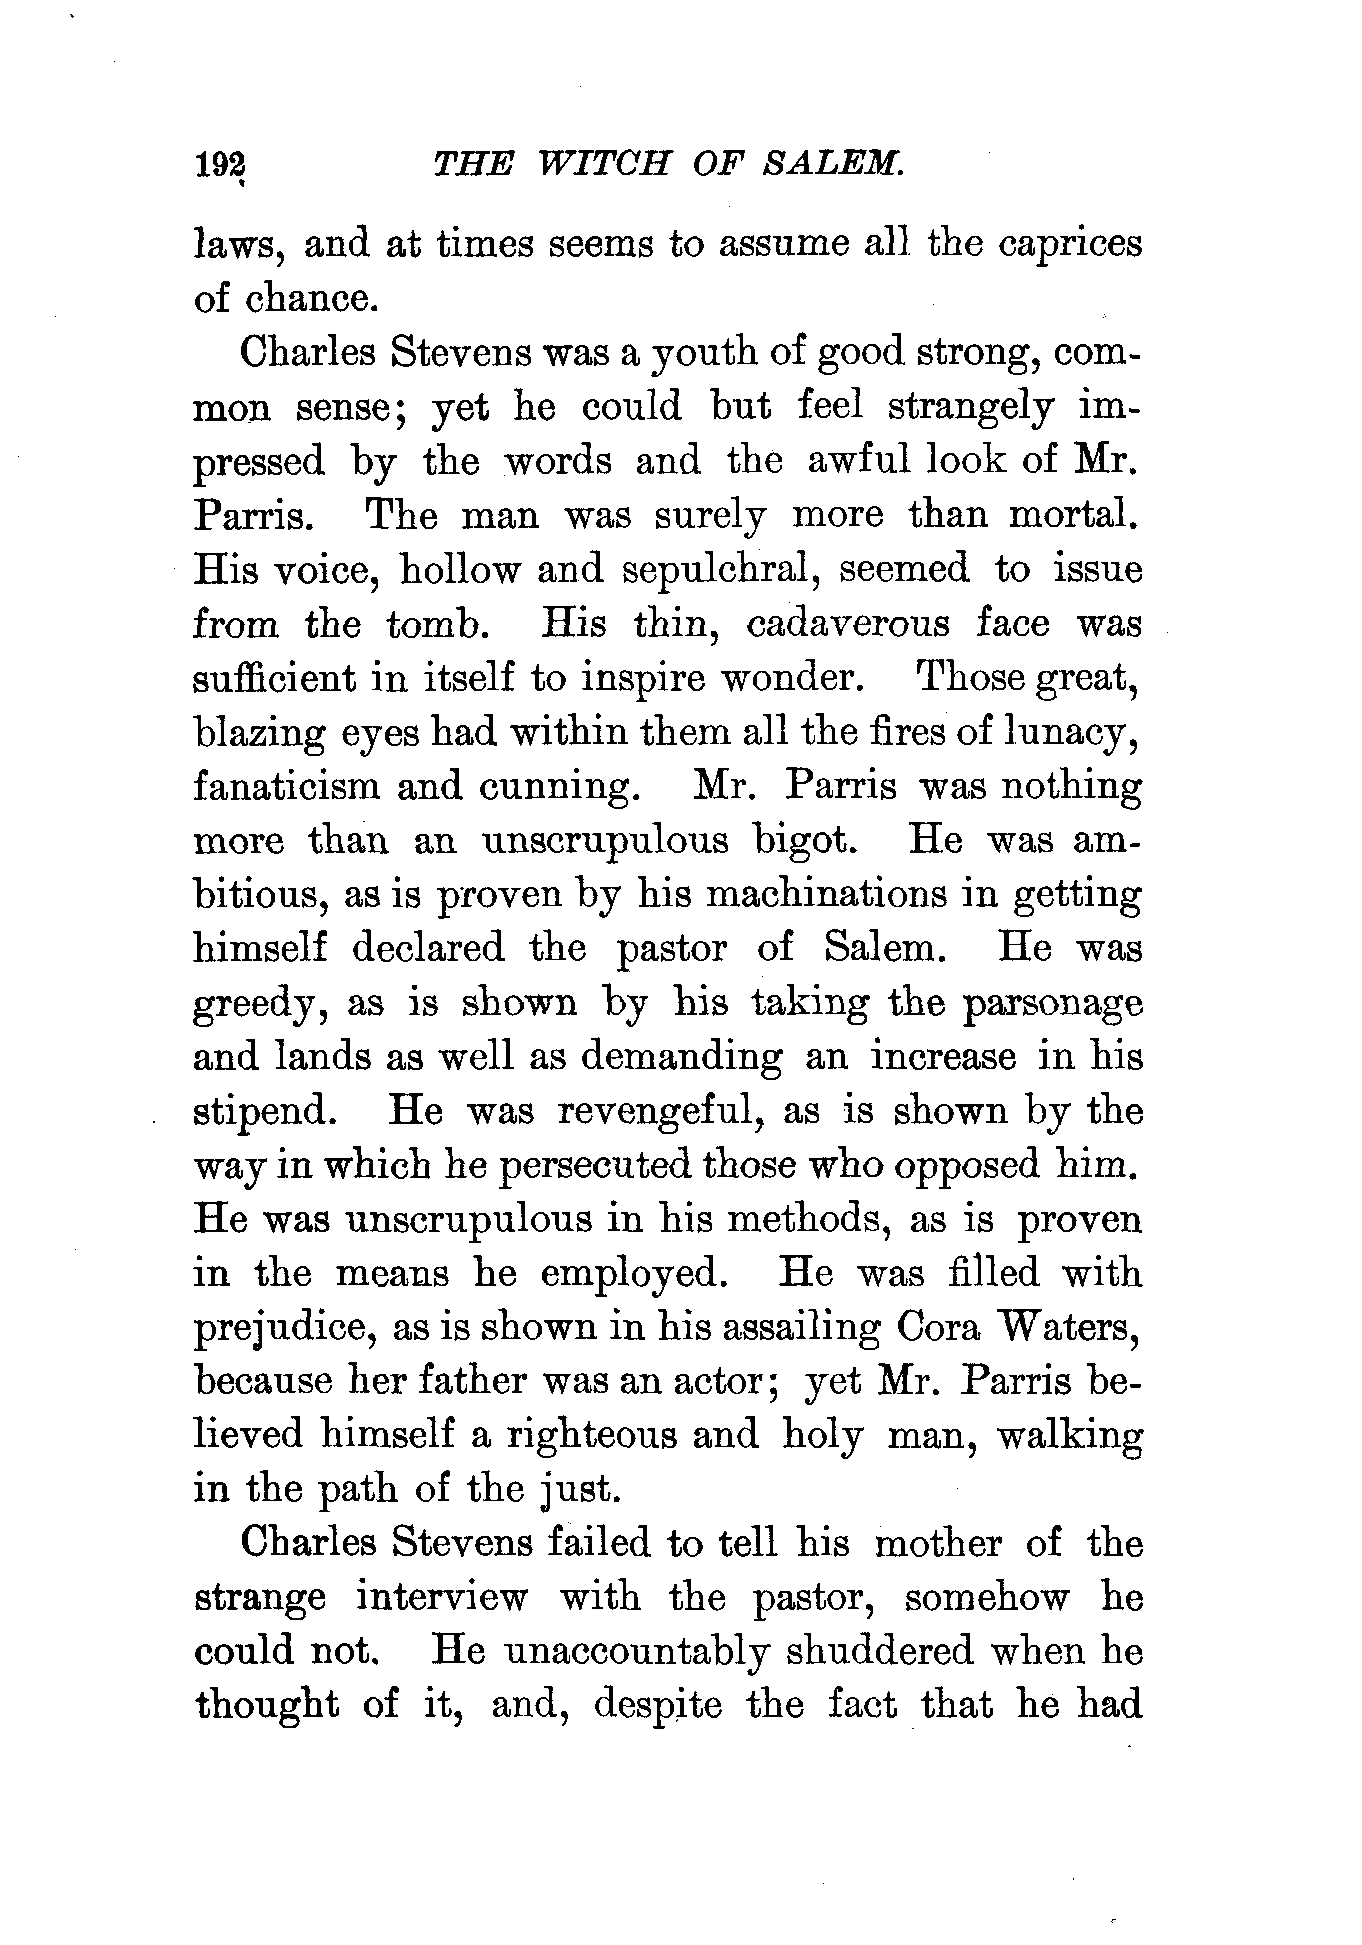 192 THE WITCH OF SALEM.
laws, and at times seems to assume all the caprices
of chance.
Charles Stevens was a youth of good strong, com-
mon sense; yet he could but feel strangely im-
pressed by the words and the awful look of Mr.
Parris. The man was surely more than mortal.
His voice, hollow and sepulchral, seemed to issue
from the tomb. His thin, cadaverous face was
sufficient in itself to inspire wonder. Those great,
blazing eyes had within them all the fires of lunacy,
fanaticism and cunning. Mr. Parris was nothing
more than an unscrupulous bigot. He was am-
bitious, as is proven by his machinations in getting
himself declared the pastor of Salem. He was
greedy, as is shown by his taking the parsonage
and lands as well as demanding an increase in his
stipend. He was revengeful, as is shown by the
way in which he persecuted those who opposed him.
He was unscrupulous in his methods, as is proven
in the means he employed. He was filled with
prejudice, as is shown in his assailing Cora Waters,
because her father was an actor; yet Mr. Parris be-
lieved himself a righteous and holy man, walking
in the path of the just.
Charles Stevens failed to tell his mother of the
strange interview with the pastor, somehow he
could not. He unaccountably shuddered when he
thought of it, and, despite the fact that he had